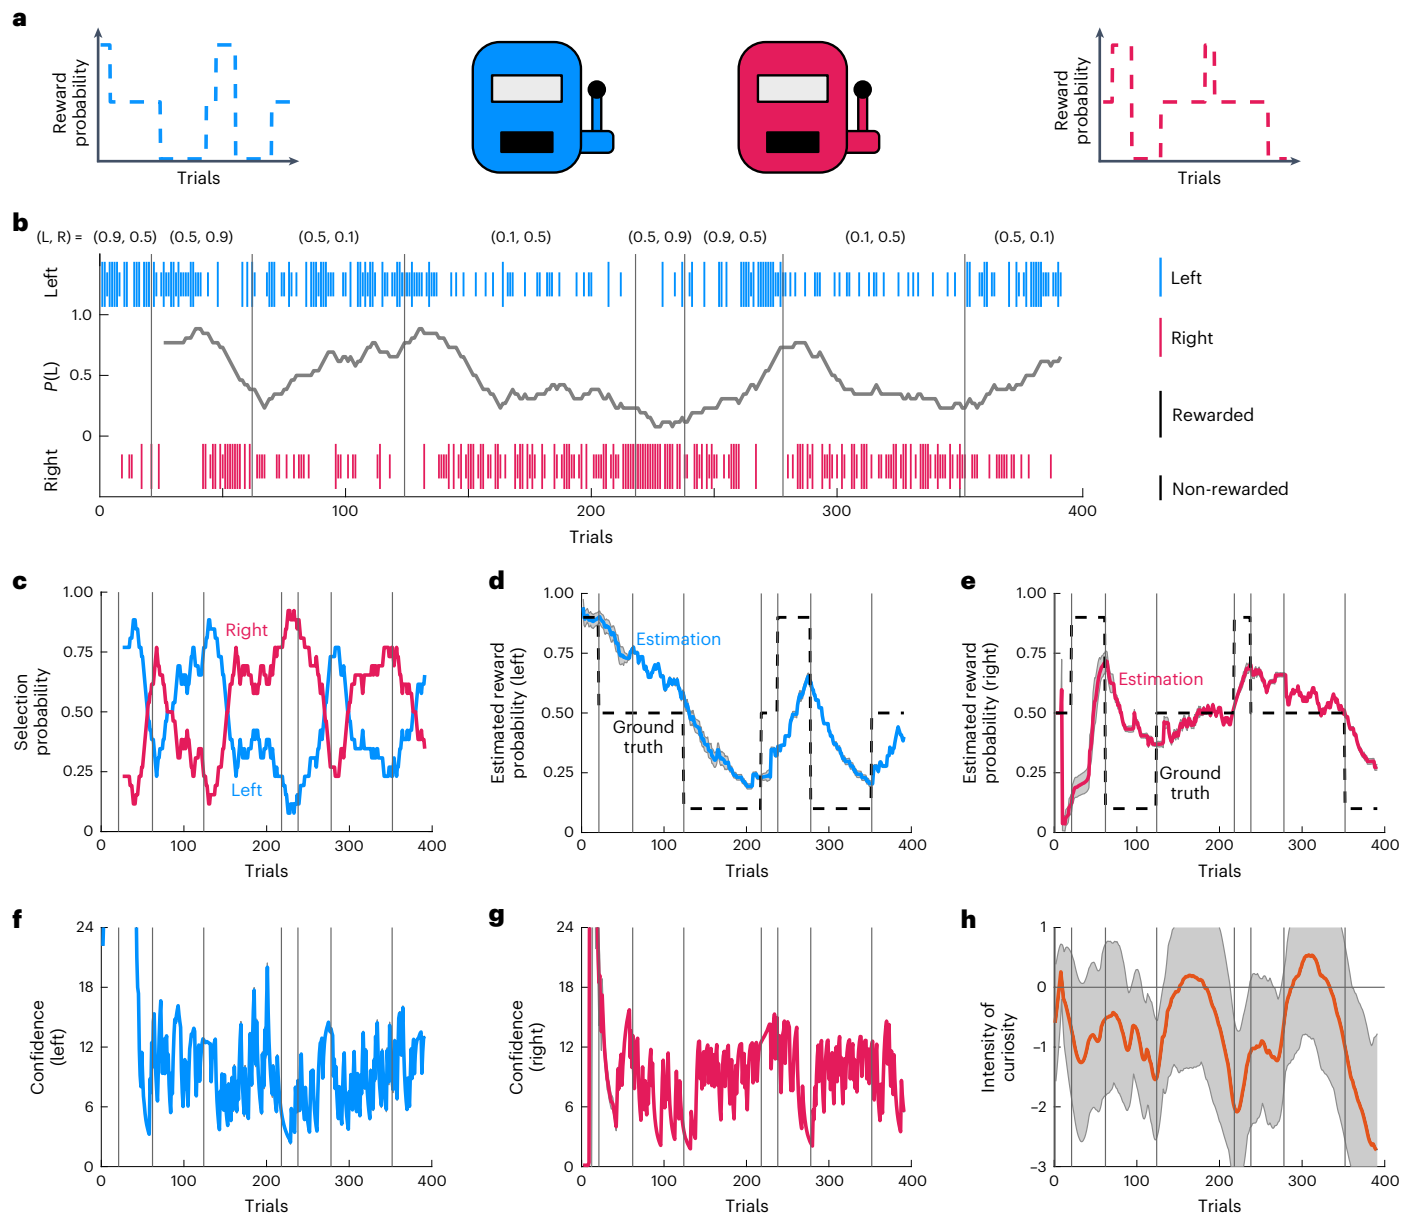 a
Reward
probability
Trials
Reward
probability
Trials
b
(L, R) = (0.9, 0.5) (0.5, 0.9) (0.5, 0.1) (0.1, 0.5) (0.5, 0.9) (0.9, 0.5) (0.1, 0.5) (0.5, 0.1)
Left
1.0
P(L)
0.5
0
Right
0 100 200 300 400
Trials
Left
Right
Rewarded
Non-rewarded
c
Selection
probability
1.00
0.75
0.50
0.25
0
Right
Left
0 100 200 300 400
Trials
d
Estimated reward
probability (left)
1.00
0.75
0.50
0.25
0
Estimation
Ground
truth
0 100 200 300 400
Trials
e
Estimated reward
probability (right)
1.00
0.75
0.50
0.25
0
Estimation
Ground
truth
0 100 200 300 400
Trials
f
Confidence
(left)
24
18
12
6
0
0 100 200 300 400
Trials
g
Confidence
(right)
24
18
12
6
0
0 100 200 300 400
Trials
h
Intensity of
curiosity
1
0
–1
–2
–3
0 100 200 300 400
Trials